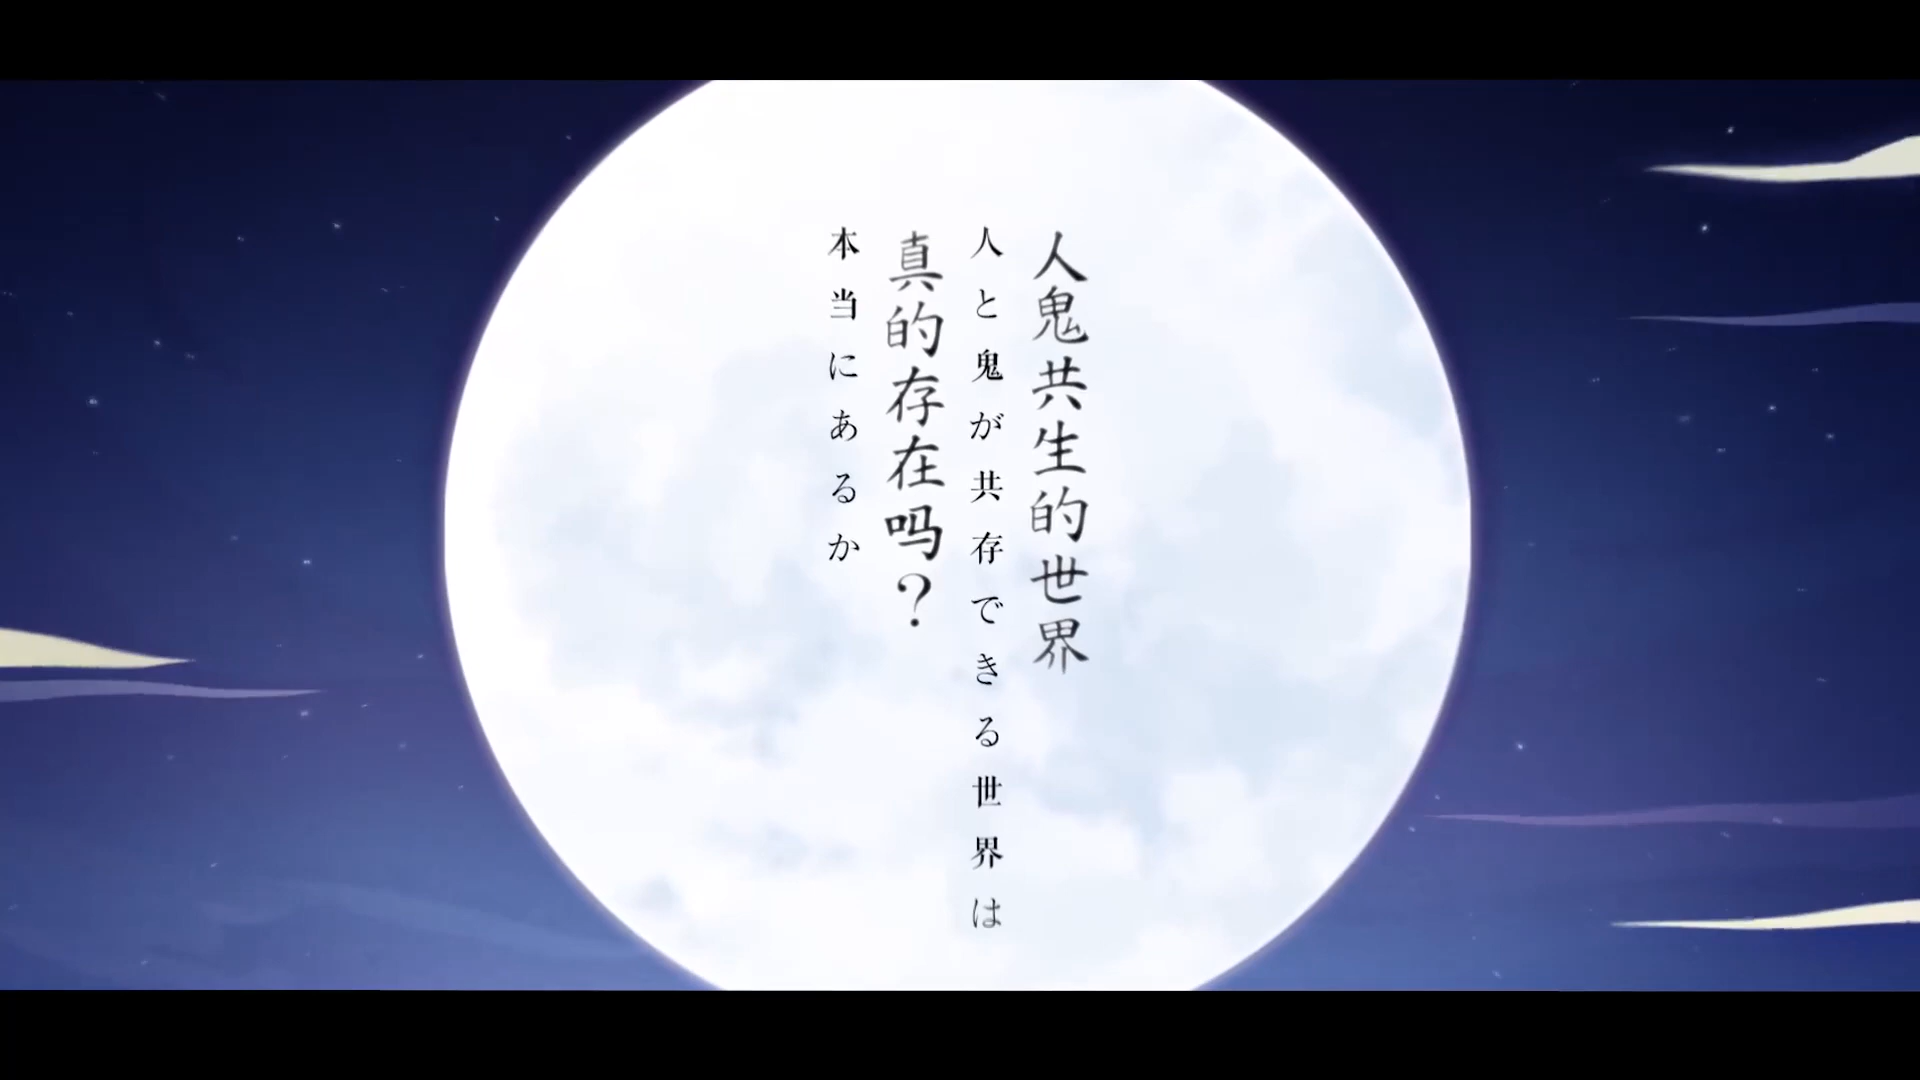 人鬼共生的世界
人と鬼が共存できる世界は
真的存在吗？
本当にあるか